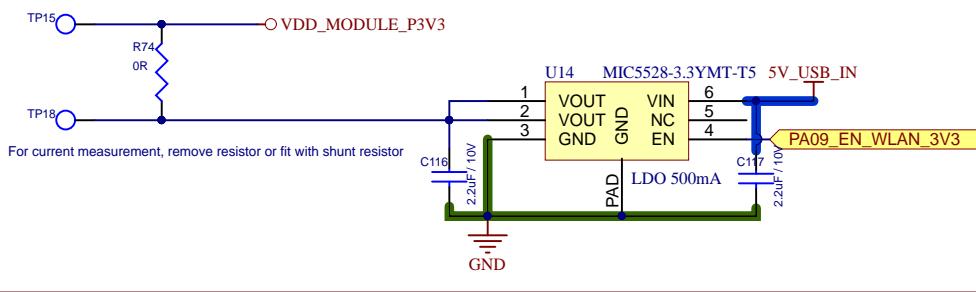 TP15
VDD_MODULE_P3V3
R74
0R
TP18
For current measurement, remove resistor or fit with shunt resistor
C116
2.2uF / 10V
GND
U14 MIC5528-3.3YMT-T5
1 VOUT VIN 6
2 VOUT NC 5
3 GND EN 4
GND
PAD
LDO 500mA
5V_USB_IN
PA09_EN_WLAN_3V3
C117
2.2uF / 10V